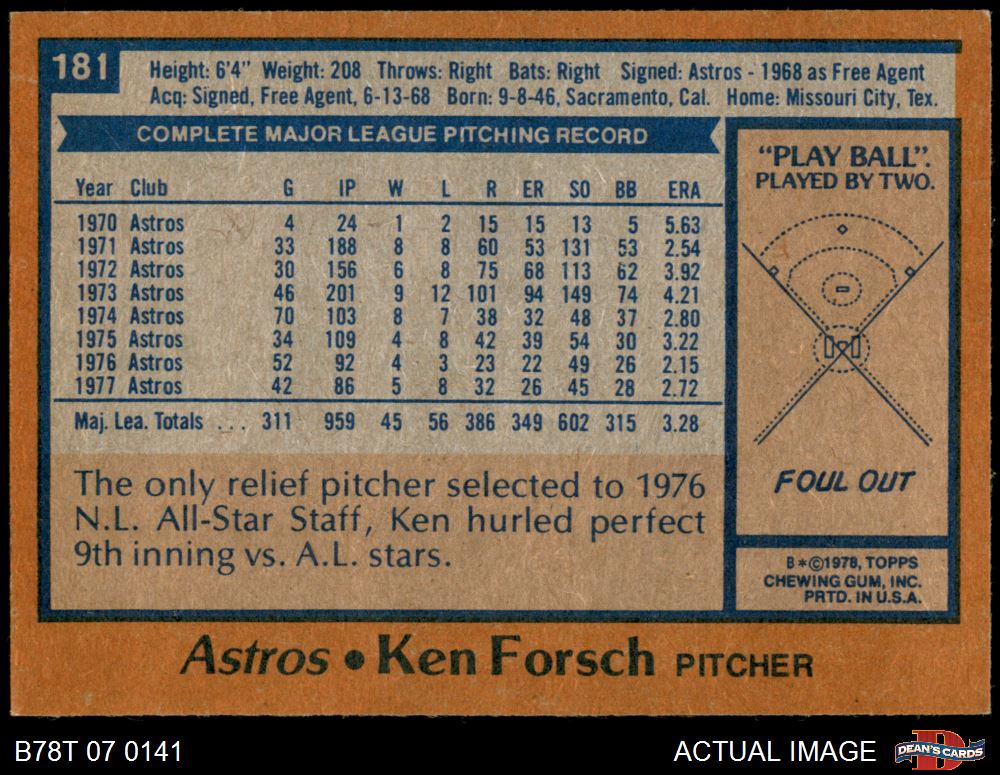 181
Height: 6'4" Weight: 208 Throws: Right Bats: Right Signed: Astros - 1968 as Free Agent
Acq: Signed, Free Agent, 6-13-68 Born: 9-8-46, Sacramento, Cal. Home: Missouri City, Tex.
COMPLETE MAJOR LEAGUE PITCHING RECORD
Year Club G IP W L R ER SO BB ERA
1970 Astros 4 24 1 2 15 15 13 5 5.63
1971 Astros 33 188 8 8 60 53 131 53 2.54
1972 Astros 30 156 6 8 75 68 113 62 3.92
1973 Astros 46 201 9 12 101 94 149 74 4.21
1974 Astros 70 103 8 7 38 32 48 37 2.80
1975 Astros 34 109 4 8 42 39 54 30 3.22
1976 Astros 52 92 4 3 23 22 49 26 2.15
1977 Astros 42 86 5 8 32 26 45 28 2.72
Maj. Lea. Totals ... 311 959 45 56 386 349 602 315 3.28
The only relief pitcher selected to 1976
N.L. All-Star Staff, Ken hurled perfect
9th inning vs. A.L. stars.
"PLAY BALL".
PLAYED BY TWO.
FOUL OUT
B*©1978, TOPPS
CHEWING GUM, INC.
PRTD. IN U.S.A.
Astros • Ken Forsch PITCHER
B78T 07 0141
ACTUAL IMAGE
B
DEAN'S CARDS